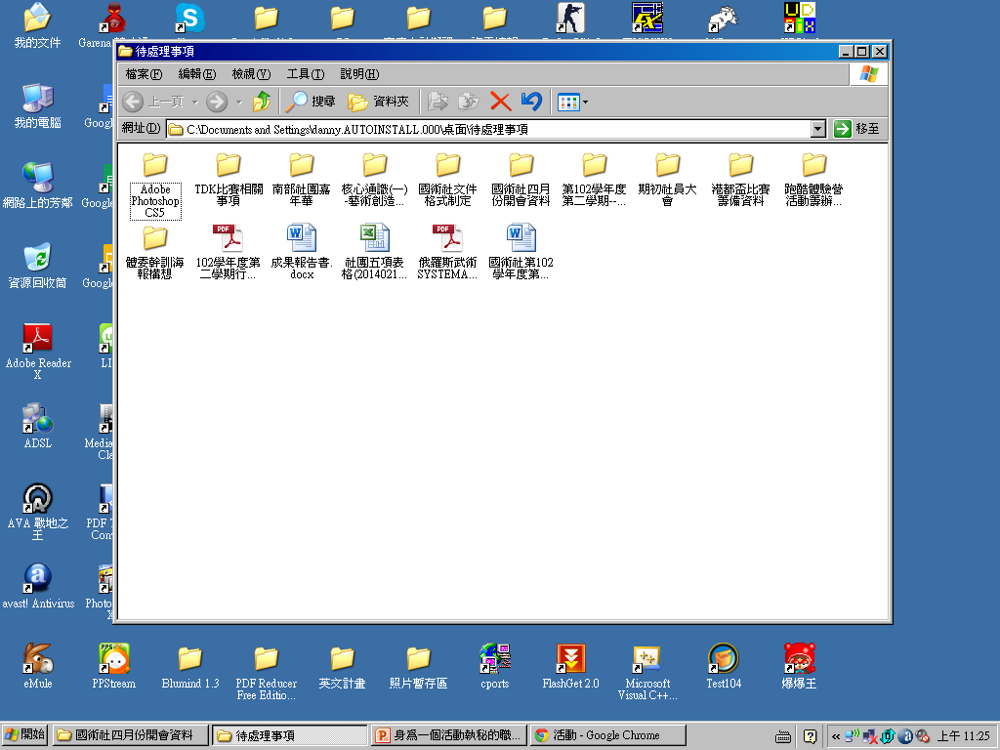 我的文件
Garena
待處理事項
檔案(F) 編輯(E) 檢視(V) 工具(T) 說明(H)
上一頁 搜尋 資料夾
網址(D) C:\Documents and Settings\danny.AUTOINSTALL.000\桌面\待處理事項 移至
Adobe Photoshop CS5
TDK比賽相關事項
南部社團嘉年華
核心通識(一)-藝術創造...
國術社文件格式制定
國術社四月份開會資料
第102學年度第二學期--...
期初社員大會
港都盃比賽籌備資料
跑酷體驗營活動籌辦...
體委幹訓海報構想
102學年度第二學期行...
成果報告書.docx
社團五項表格(2014021...
俄羅斯武術SYSTEMA...
國術社第102學年度第...
我的電腦
Googl
網路上的芳鄰
Google
資源回收筒
Google
Adobe Reader X
LI
ADSL
Media
Cla
AVA 戰地之王
PDF T
Com
avast! Antivirus
Photo
eMule
PPStream
Blumind 1.3
PDF Reducer Free Editio...
英文計畫
照片暫存區
cports
FlashGet 2.0
Microsoft Visual C++...
Test104
爆爆王
開始
國術社四月份開會資料
待處理事項
身爲一個活動執秘的職...
活動 - Google Chrome
上午 11:25